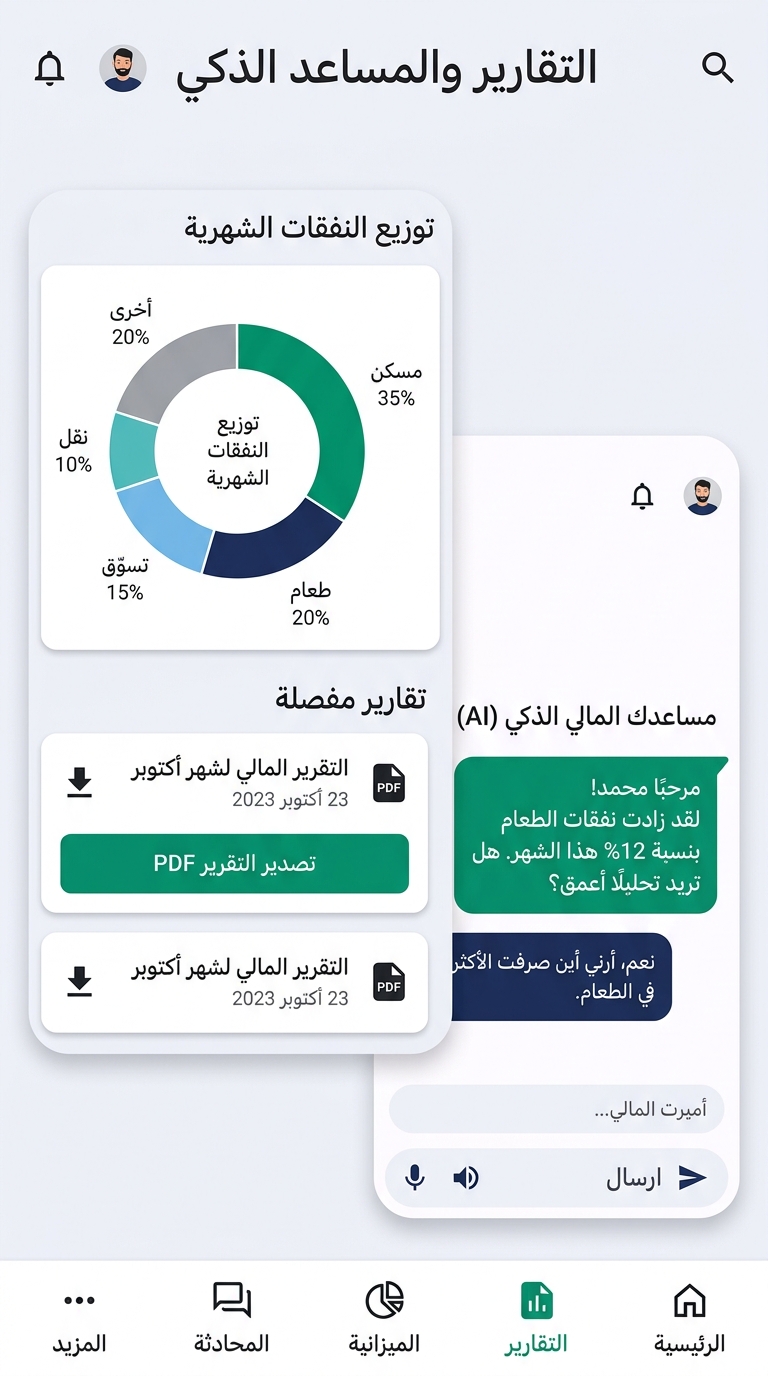 التقارير والمساعد الذكي
توزيع النفقات الشهرية
أخرى
20%
مسكن
35%
نقل
10%
توزيع
النفقات
الشهرية
تسوّق
15%
طعام
20%
تقارير مفصلة
التقرير المالي لشهر أكتوبر
23 أكتوبر 2023
PDF
تصدير التقرير PDF
التقرير المالي لشهر أكتوبر
23 أكتوبر 2023
PDF
مساعدك المالي الذكي (AI)
مرحبًا محمد!
لقد زادت نفقات الطعام
بنسبة 12% هذا الشهر. هل
تريد تحليلًا أعمق؟
نعم، أرني أين صرفت الأكثر
في الطعام.
أميرت المالي...
ارسال
الرئيسية
التقارير
الميزانية
المحادثة
المزيد